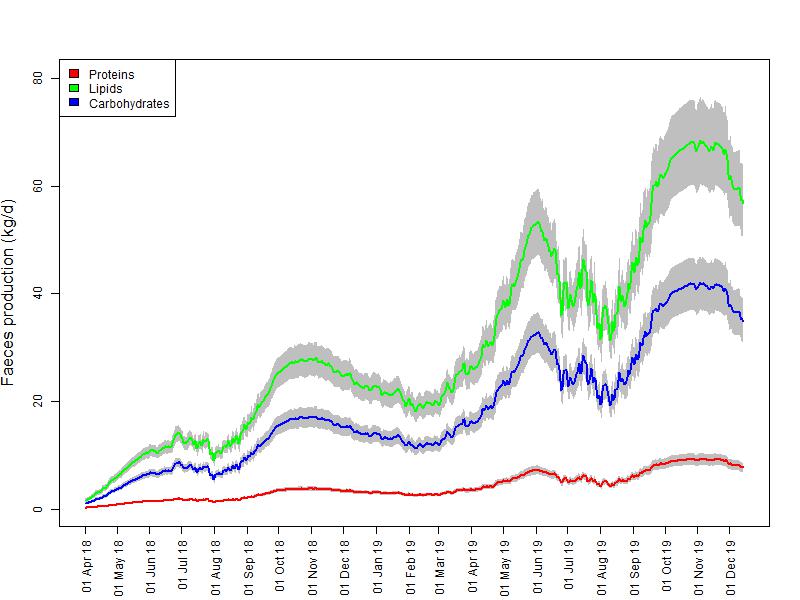 Proteins
Lipids
Carbohydrates
Faeces production (kg/d)
80
60
40
20
0
01 Apr 18
01 May 18
01 Jun 18
01 Jul 18
01 Aug 18
01 Sep 18
01 Oct 18
01 Nov 18
01 Dec 18
01 Jan 19
01 Feb 19
01 Mar 19
01 Apr 19
01 May 19
01 Jun 19
01 Jul 19
01 Aug 19
01 Sep 19
01 Oct 19
01 Nov 19
01 Dec 19